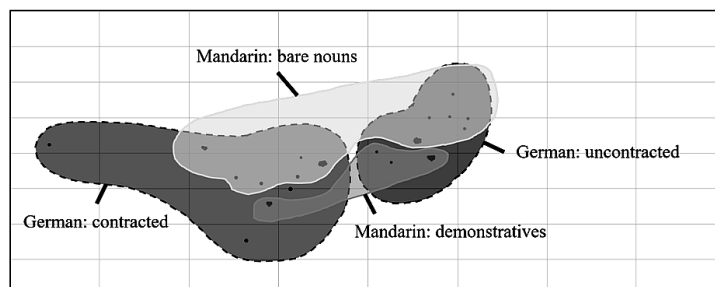 Mandarin: bare nouns
German: uncontracted
German: contracted
Mandarin: demonstratives